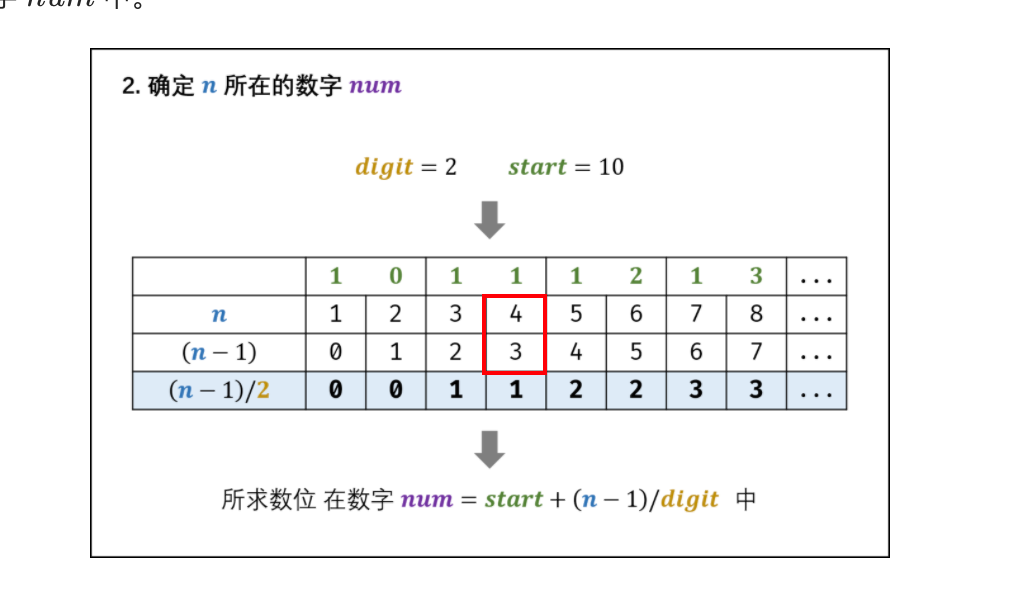 num 中。
2. 确定 n 所在的数字 num
digit = 2 start = 10
1 0 1 1 1 2 1 3 ...
n 1 2 3 4 5 6 7 8 ...
(n − 1) 0 1 2 3 4 5 6 7 ...
(n − 1)/2 0 0 1 1 2 2 3 3 ...
所求数位 在数字 num = start + (n − 1)/digit 中